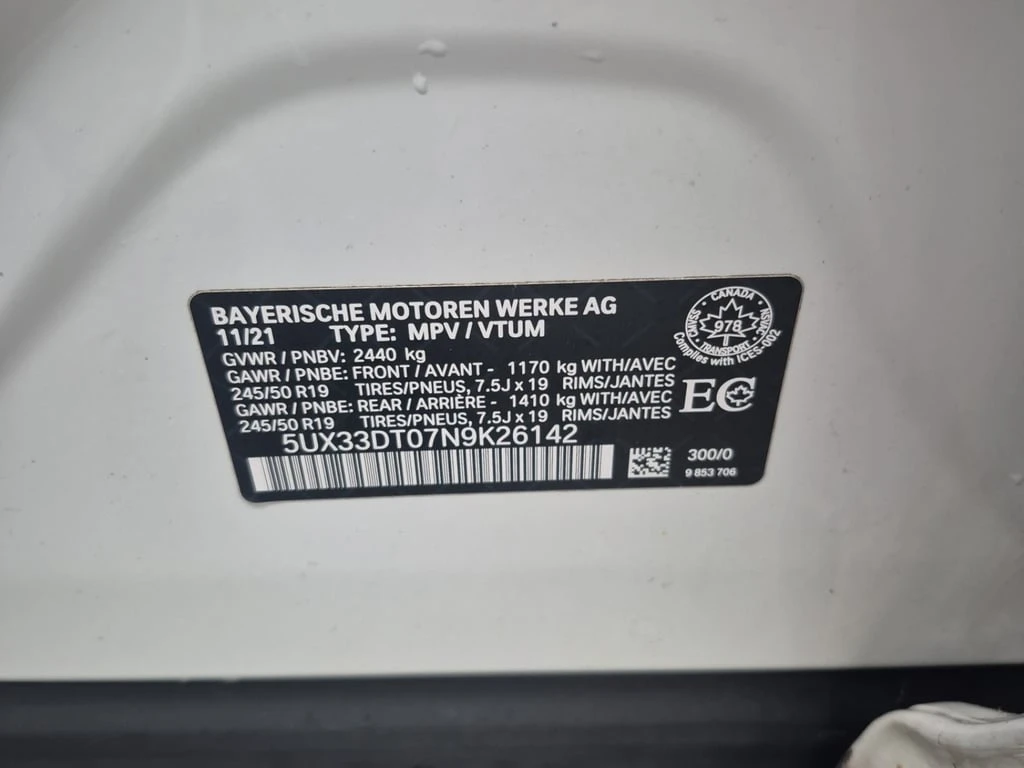 BAYERISCHE MOTOREN WERKE AG
11/21 TYPE: MPV / VTUM
GVWR / PNBV: 2440 kg
GAWR / PNBE: FRONT / AVANT - 1170 kg WITH/AVEC
245/50 R19 TIRES/PNEUS, 7.5J x 19 RIMS/JANTES
GAWR / PNBE: REAR / ARRIÈRE - 1410 kg WITH/AVEC
245/50 R19 TIRES/PNEUS, 7.5J x 19 RIMS/JANTES
5UX33DT07N9K26142
CANADA
978
TRANSPORT
NSVAC
SMVAC
Complies with ICES-002
EC
300/0
9 853 706